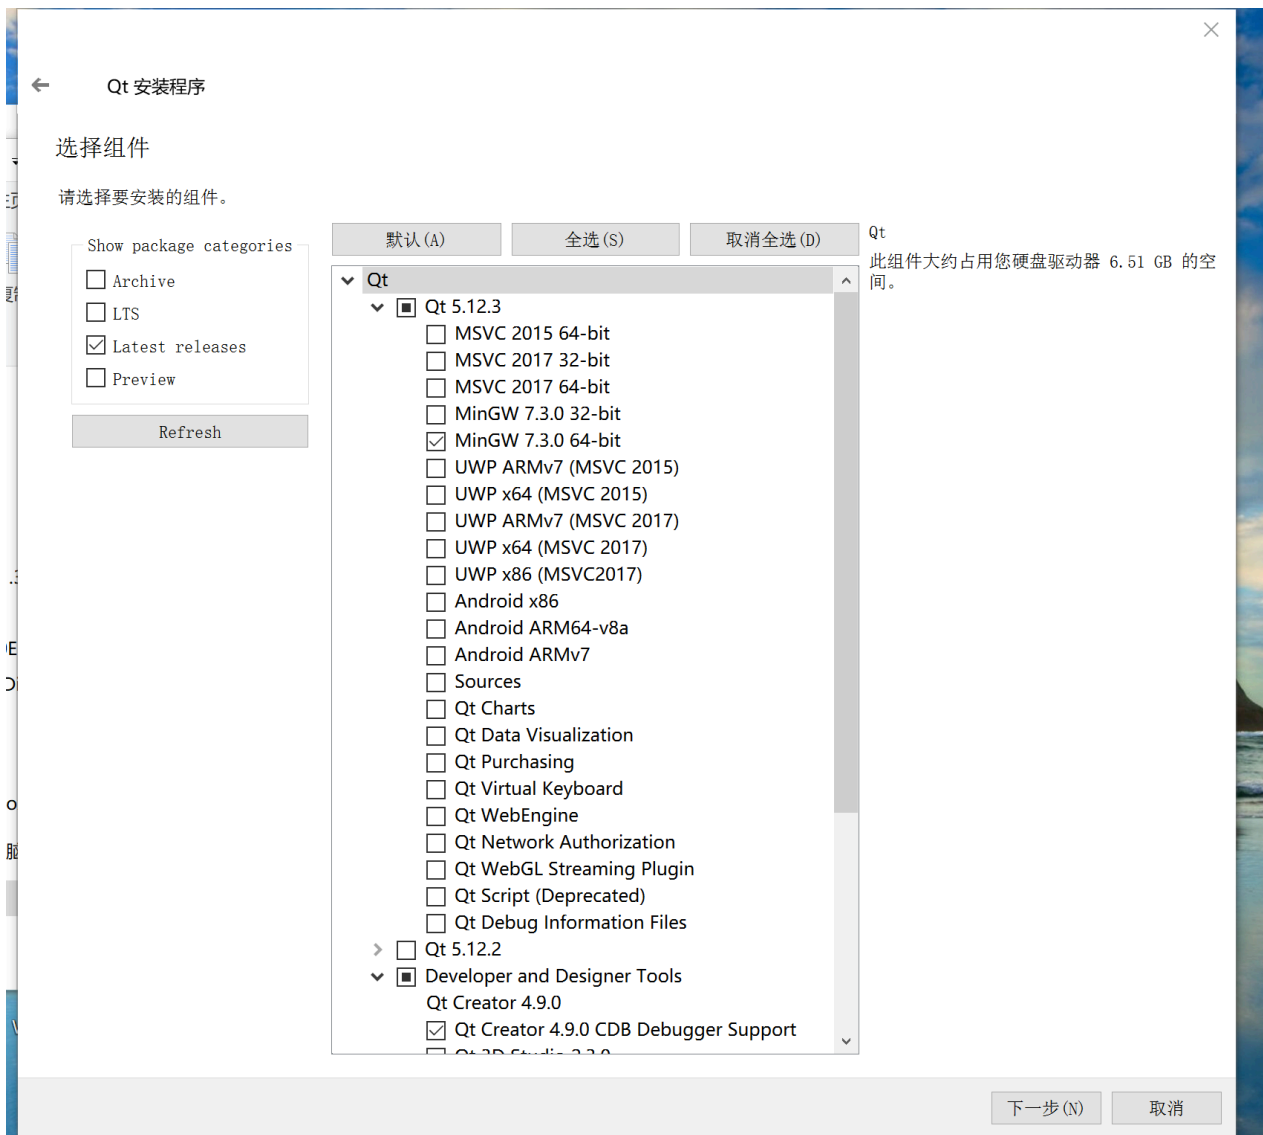 Qt 安装程序
选择组件
请选择要安装的组件。
Show package categories
Archive
LTS
Latest releases
Preview
Refresh
默认(A)
全选(S)
取消全选(D)
Qt
Qt 5.12.3
MSVC 2015 64-bit
MSVC 2017 32-bit
MSVC 2017 64-bit
MinGW 7.3.0 32-bit
MinGW 7.3.0 64-bit
UWP ARMv7 (MSVC 2015)
UWP x64 (MSVC 2015)
UWP ARMv7 (MSVC 2017)
UWP x64 (MSVC 2017)
UWP x86 (MSVC2017)
Android x86
Android ARM64-v8a
Android ARMv7
Sources
Qt Charts
Qt Data Visualization
Qt Purchasing
Qt Virtual Keyboard
Qt WebEngine
Qt Network Authorization
Qt WebGL Streaming Plugin
Qt Script (Deprecated)
Qt Debug Information Files
Qt 5.12.2
Developer and Designer Tools
Qt Creator 4.9.0
Qt Creator 4.9.0 CDB Debugger Support
Qt
此组件大约占用您硬盘驱动器 6.51 GB 的空
间。
下一步(N)
取消